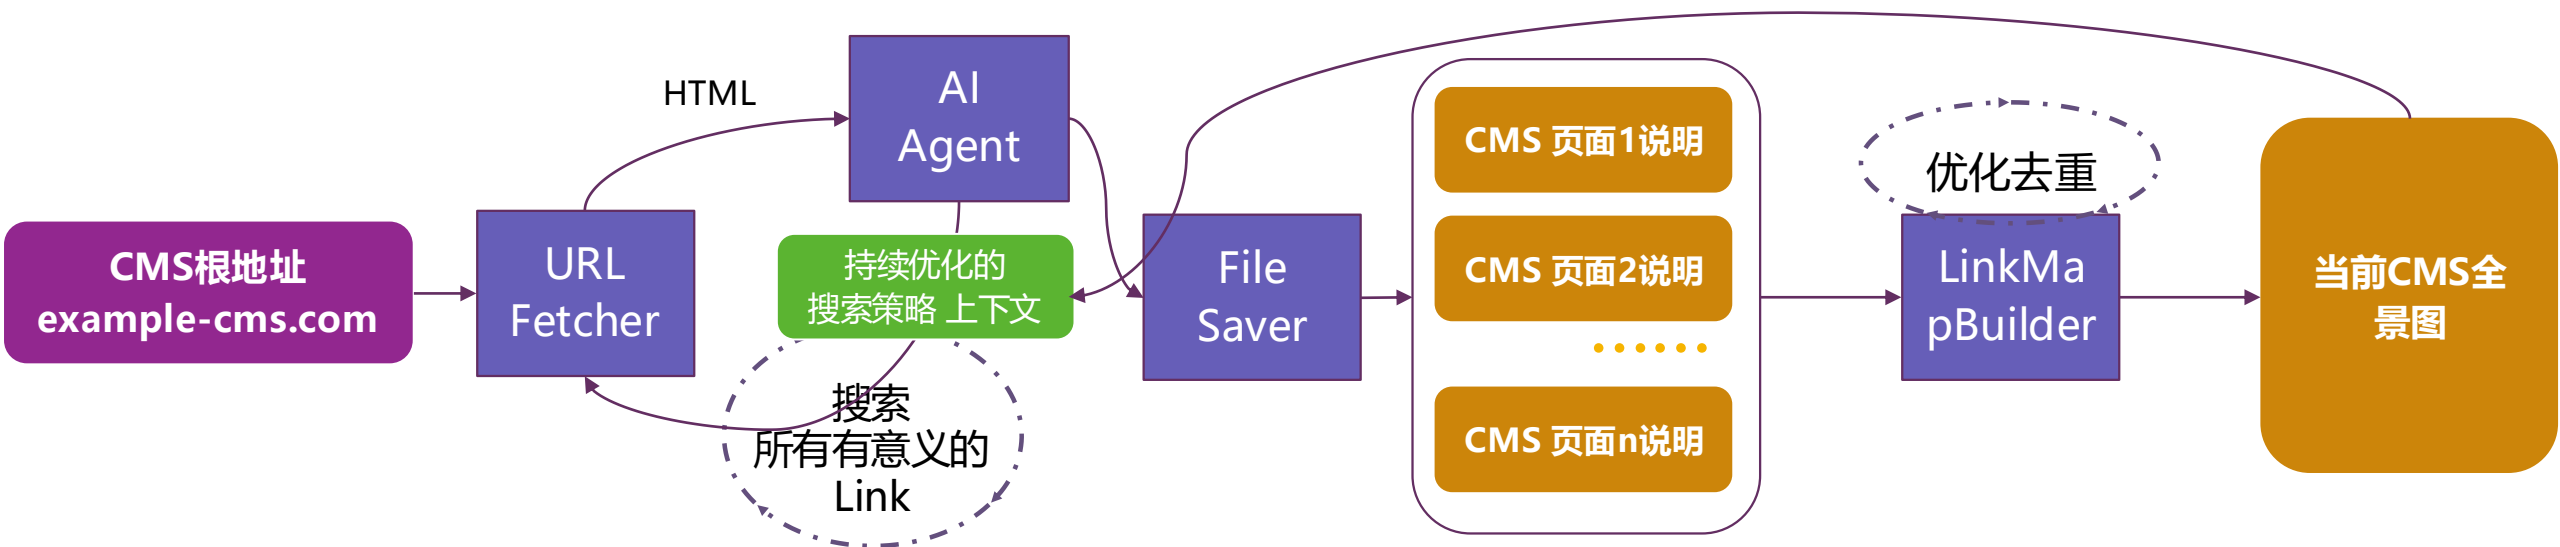 CMS根地址
example-cms.com
URL
Fetcher
HTML
AI
Agent
持续优化的
搜索策略 上下文
搜索
所有有意义的
Link
File
Saver
CMS 页面1说明
CMS 页面2说明
······
CMS 页面n说明
优化去重
LinkMa
pBuilder
当前CMS全
景图